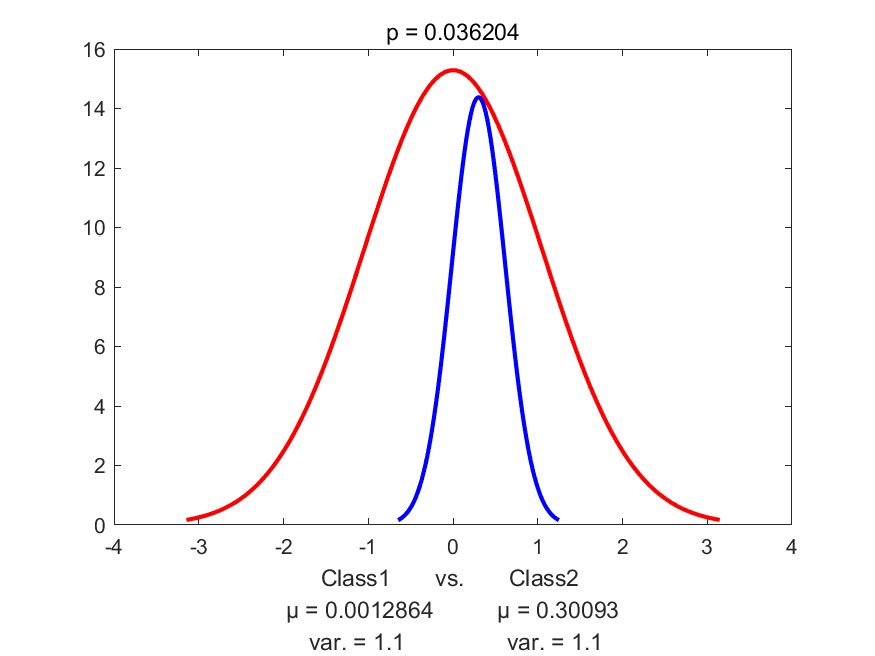 p = 0.036204
16
14
12
10
8
6
4
2
0
-4 -3 -2 -1 0 1 2 3 4
Class1 vs. Class2
μ = 0.0012864 μ = 0.30093
var. = 1.1 var. = 1.1